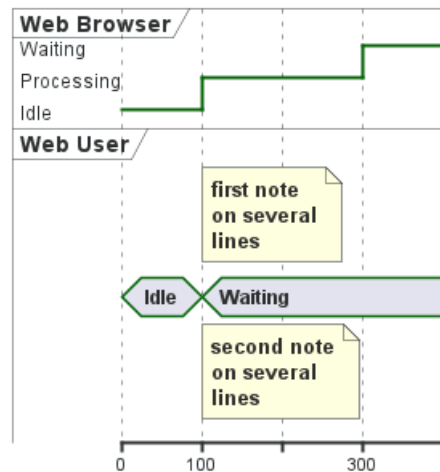 Web Browser
Waiting
Processing
Idle
Web User
first note
on several
lines
Idle
Waiting
second note
on several
lines
0 100 300